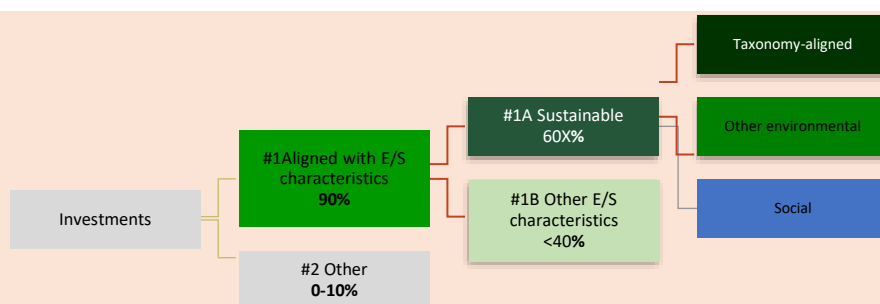 Taxonomy-aligned
#1A Sustainable
60X%
Other environmental
#1Aligned with E/S
characteristics
90%
#1B Other E/S
characteristics
<40%
Social
Investments
#2 Other
0-10%